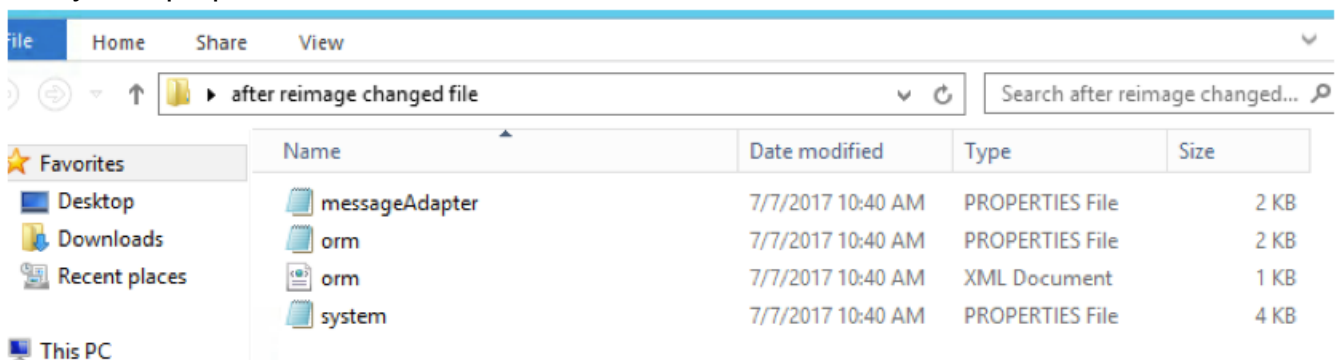 File Home Share View
after reimage changed file Search after reimage changed...
Name Date modified Type Size
Favorites
Desktop
Downloads
Recent places
This PC
messageAdapter 7/7/2017 10:40 AM PROPERTIES File 2 KB
orm 7/7/2017 10:40 AM PROPERTIES File 2 KB
orm 7/7/2017 10:40 AM XML Document 1 KB
system 7/7/2017 10:40 AM PROPERTIES File 4 KB